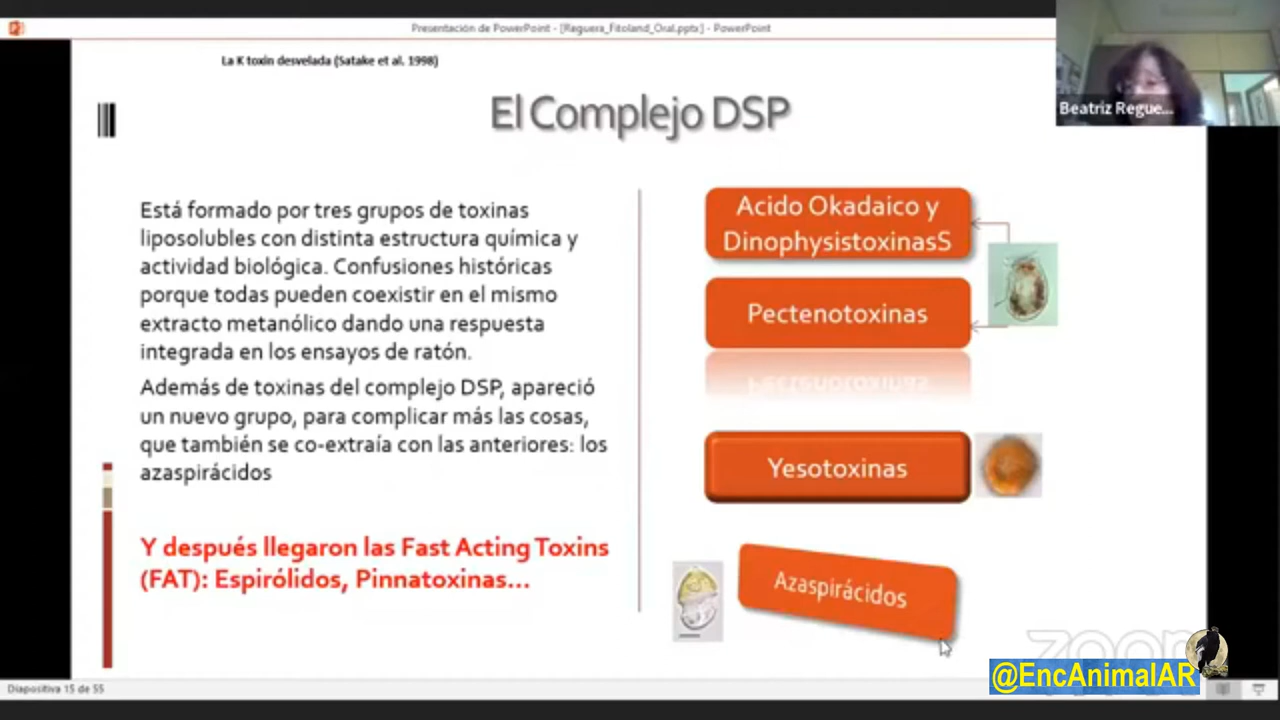 Presentación de PowerPoint - [Reguera_Fitoland_Oral.pptx] - PowerPoint
La K toxin desvelada (Satake et al. 1998)
Beatriz Regue...
El Complejo DSP
Está formado por tres grupos de toxinas
liposolubles con distinta estructura química y
actividad biológica. Confusiones históricas
porque todas pueden coexistir en el mismo
extracto metanólico dando una respuesta
integrada en los ensayos de ratón.
Además de toxinas del complejo DSP, apareció
un nuevo grupo, para complicar más las cosas,
que también se co-extraía con las anteriores: los
azaspirácidos
Y después llegaron las Fast Acting Toxins
(FAT): Espirólidos, Pinnatoxinas...
Acido Okadaico y
DinophysistoxinasS
Pectenotoxinas
Yesotoxinas
Azaspirácidos
zoom
@EncAnimalAR
Diapositiva 15 de 55